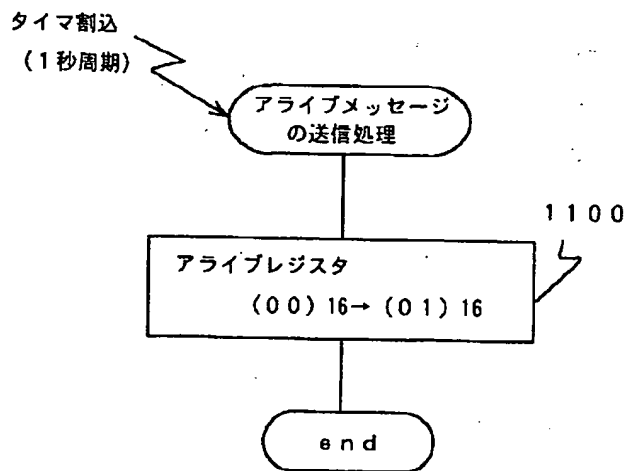 タイマ割込
(1秒周期)
アライブメッセージ
の送信処理
1100
アライブレジスタ
(00)16→(01)16
end